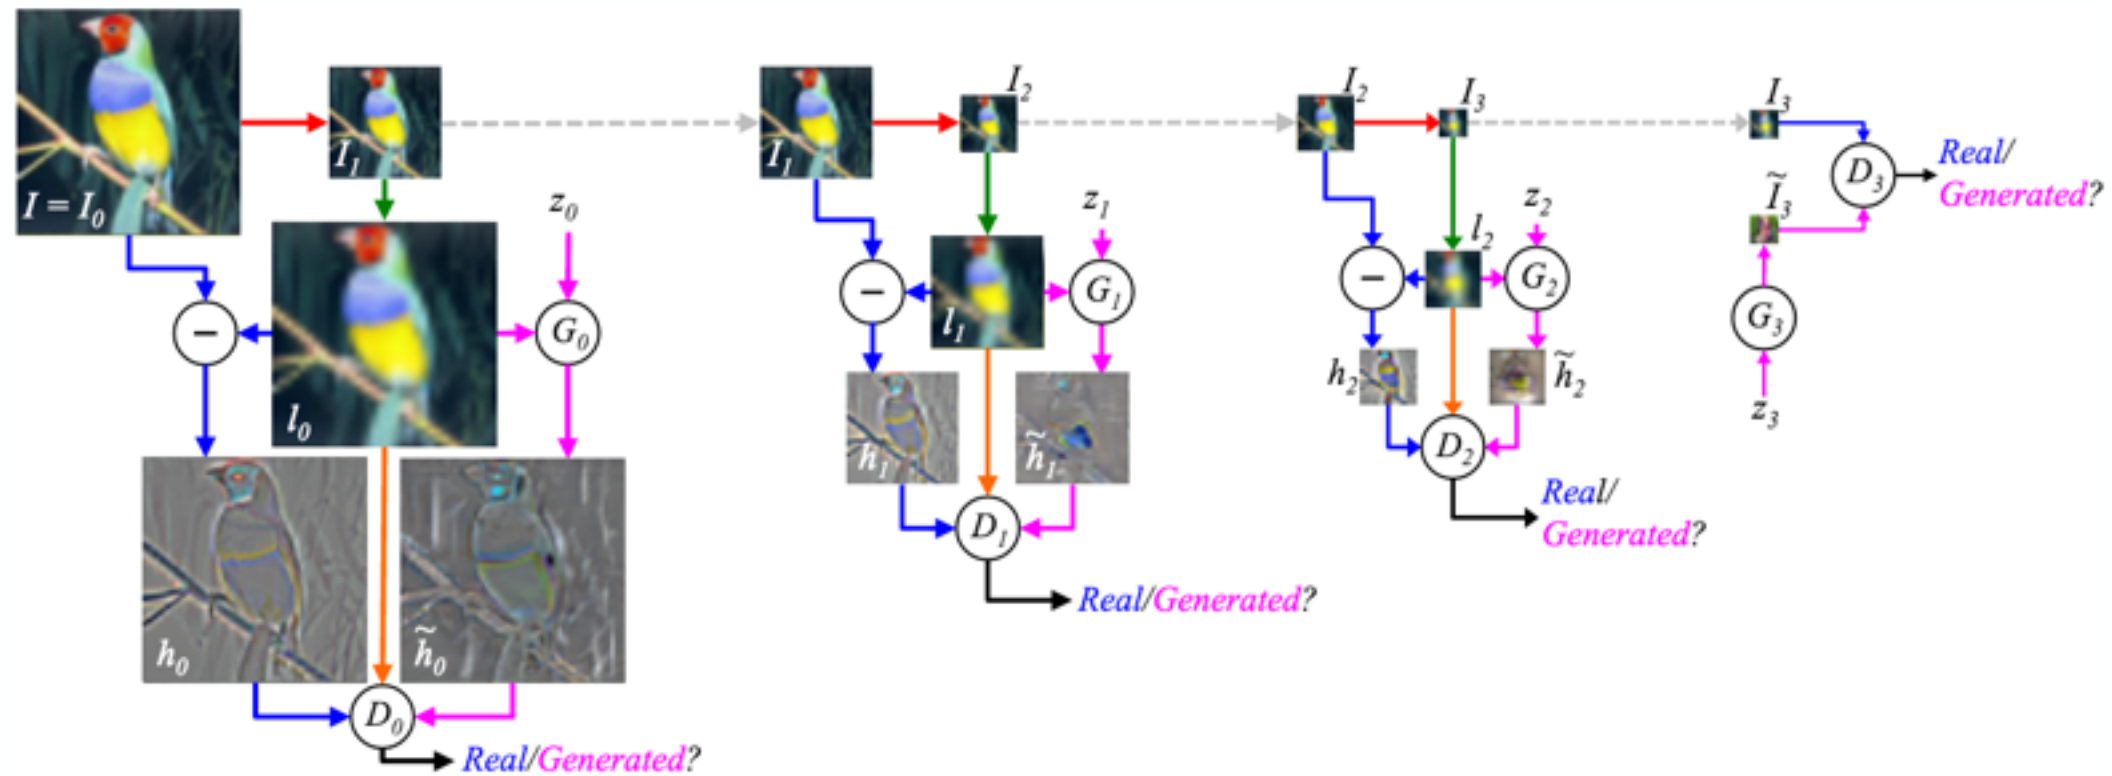 I = I₀
I₁
l₀
z₀
G₀
−
h₀
h̃₀
D₀
Real/Generated?
I₁
I₂
l₁
z₁
G₁
−
h₁
h̃₁
D₁
Real/Generated?
I₂
I₃
l₂
z₂
G₂
−
h₂
h̃₂
D₂
Real/
Generated?
I₃
Ĩ₃
D₃
Real/
Generated?
G₃
z₃